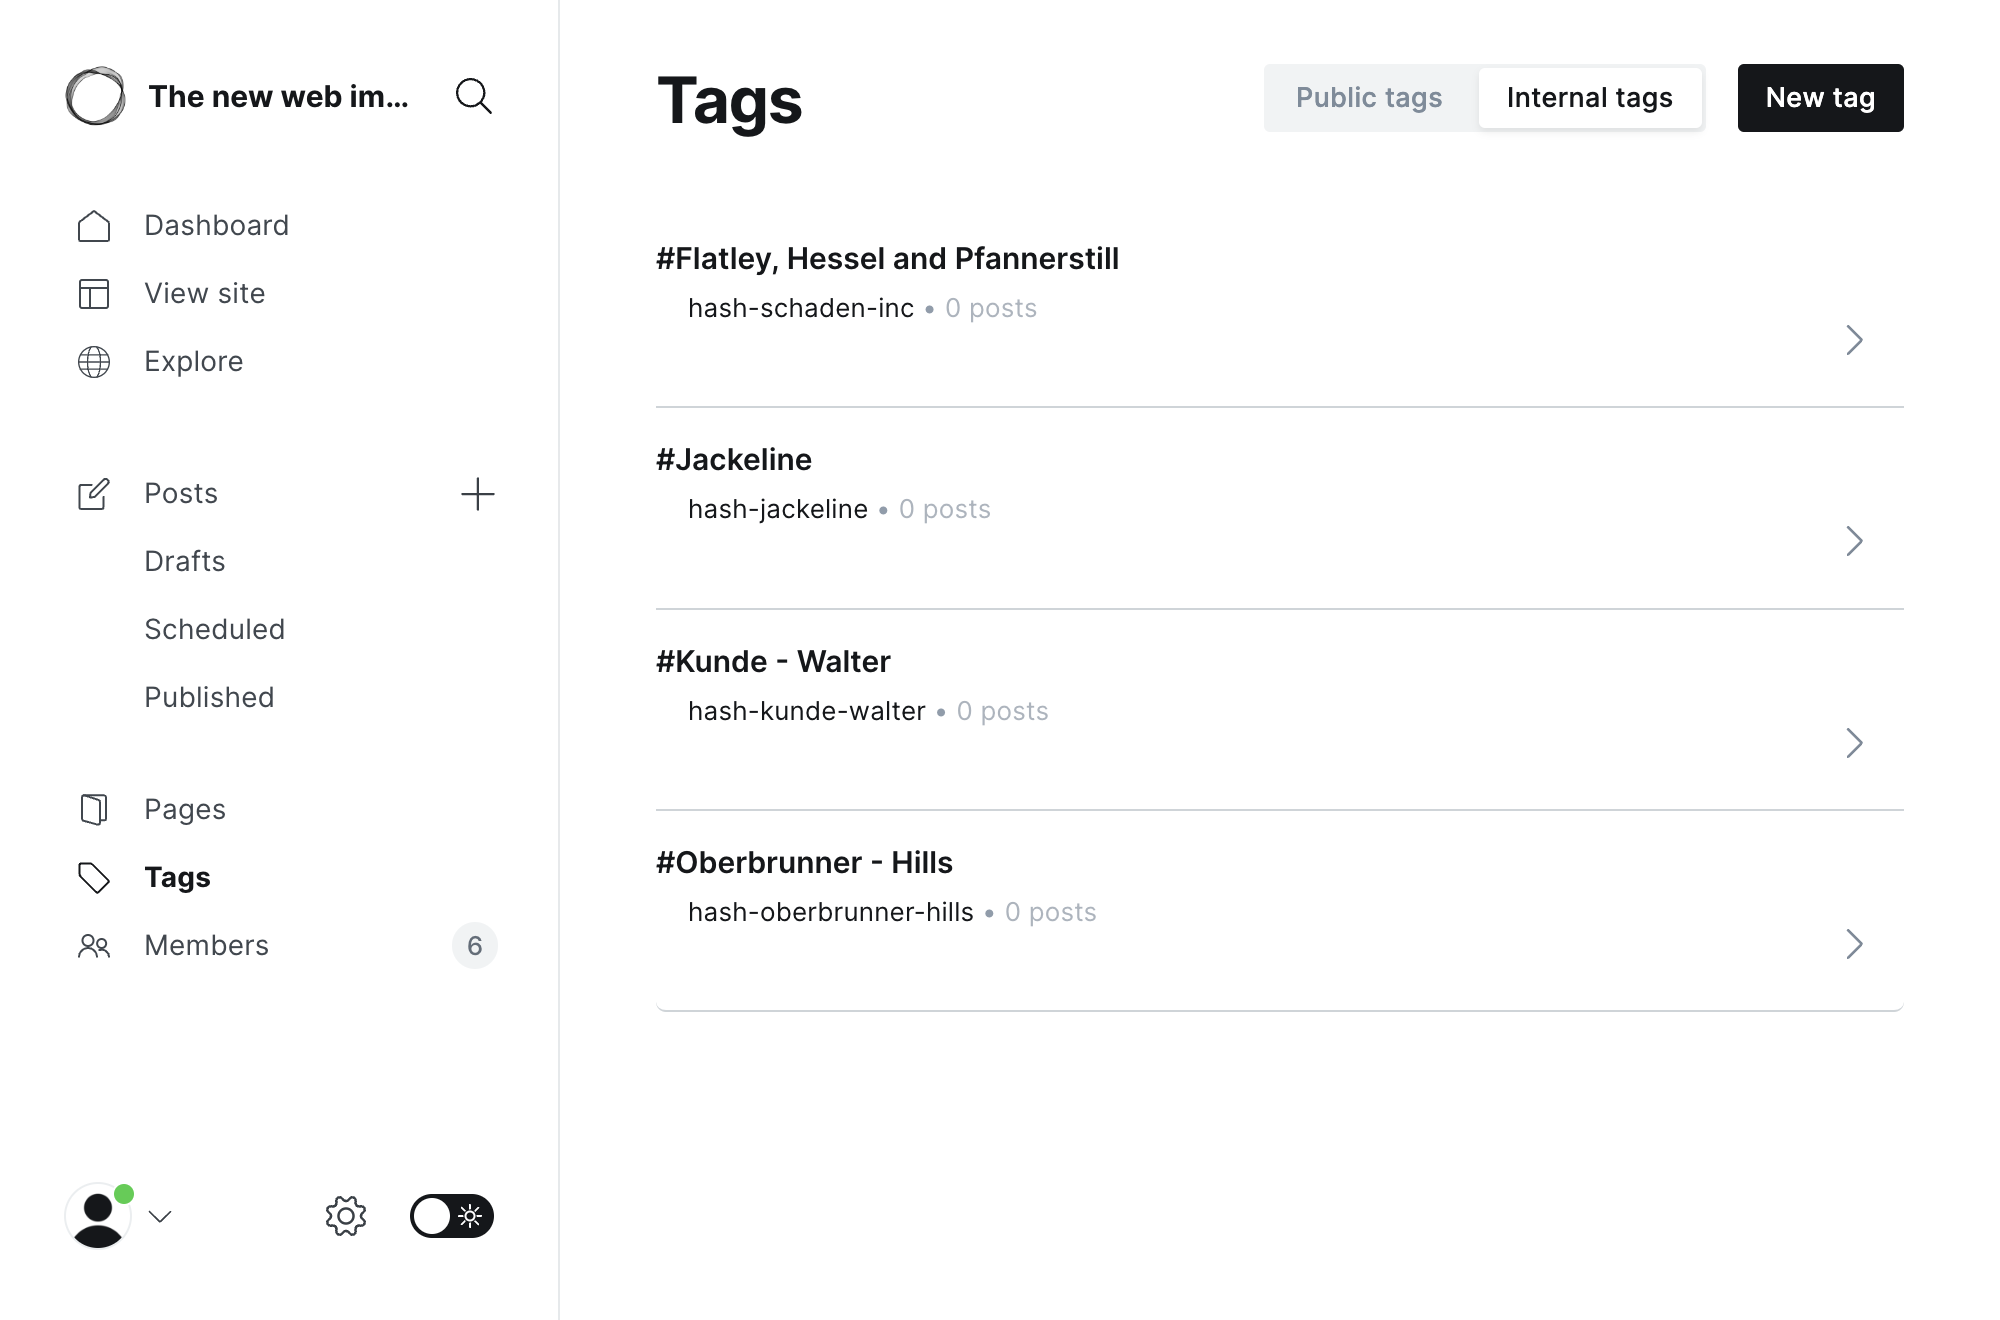 The new web im...
Dashboard
View site
Explore
Posts
Drafts
Scheduled
Published
Pages
Tags
Members 6
Tags
Public tags Internal tags New tag
#Flatley, Hessel and Pfannerstill
hash-schaden-inc • 0 posts
#Jackeline
hash-jackeline • 0 posts
#Kunde - Walter
hash-kunde-walter • 0 posts
#Oberbrunner - Hills
hash-oberbrunner-hills • 0 posts